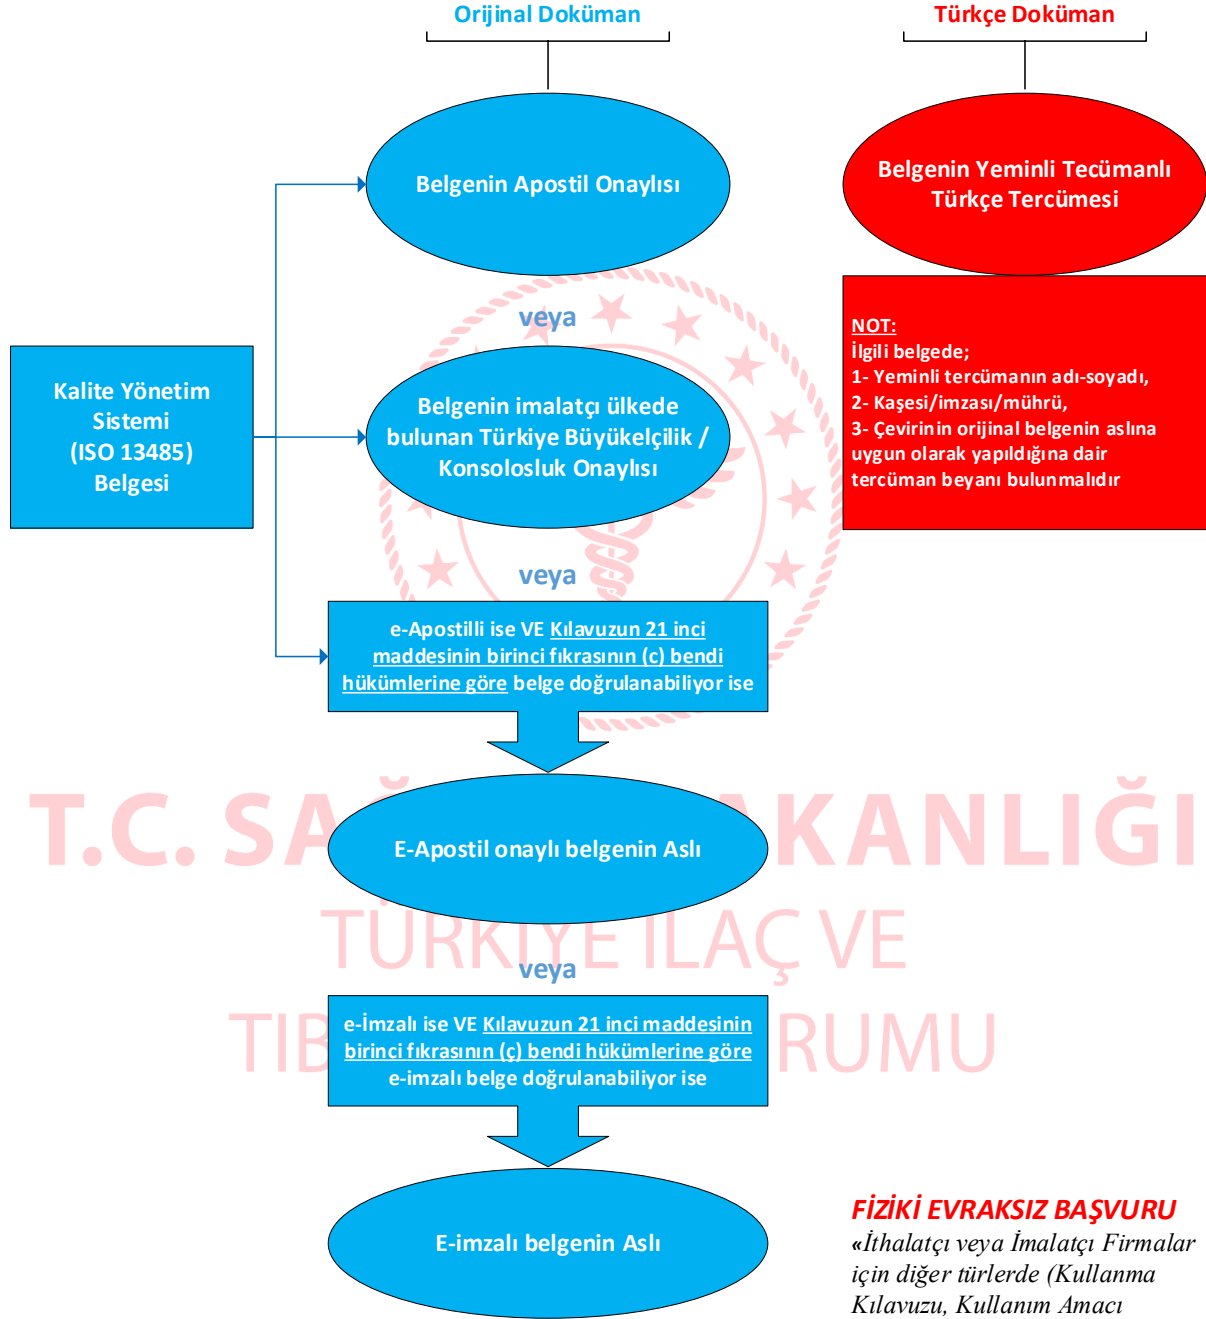 Orijinal Doküman
Türkçe Doküman
Belgenin Apostil Onaylısı
Belgenin Yeminli Tecümanlı
Türkçe Tercümesi
veya
NOT:
İlgili belgede;
1- Yeminli tercümanın adı-soyadı,
2- Kaşesi/imzası/mührü,
3- Çevirinin orijinal belgenin aslına
uygun olarak yapıldığına dair
tercüman beyanı bulunmalıdır
Kalite Yönetim
Sistemi
(ISO 13485)
Belgesi
Belgenin imalatçı ülkede
bulunan Türkiye Büyükelçilik /
Konsolosluk Onaylısı
veya
e-Apostilli ise VE Kılavuzun 21 inci
maddesinin birinci fıkrasının (c) bendi
hükümlerine göre belge doğrulanabiliyor ise
E-Apostil onaylı belgenin Aslı
veya
e-İmzalı ise VE Kılavuzun 21 inci maddesinin
birinci fıkrasının (ç) bendi hükümlerine göre
e-imzalı belge doğrulanabiliyor ise
E-imzalı belgenin Aslı
FİZİKİ EVRAKSIZ BAŞVURU
«İthalatçı veya İmalatçı Firmalar
için diğer türlerde (Kullanma
Kılavuzu, Kullanım Amacı
T.C.
TÜRKİYE İLAÇ VE